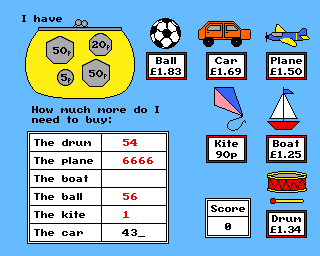 I have
50p
20p
5p
50p
Ball
£1.83
Car
£1.69
Plane
£1.50
How much more do I
need to buy:
Kite
90p
Boat
£1.25
The drum 54
The plane 6666
The boat
The ball 56
The kite 1
The car 43_
Score
0
Drum
£1.34